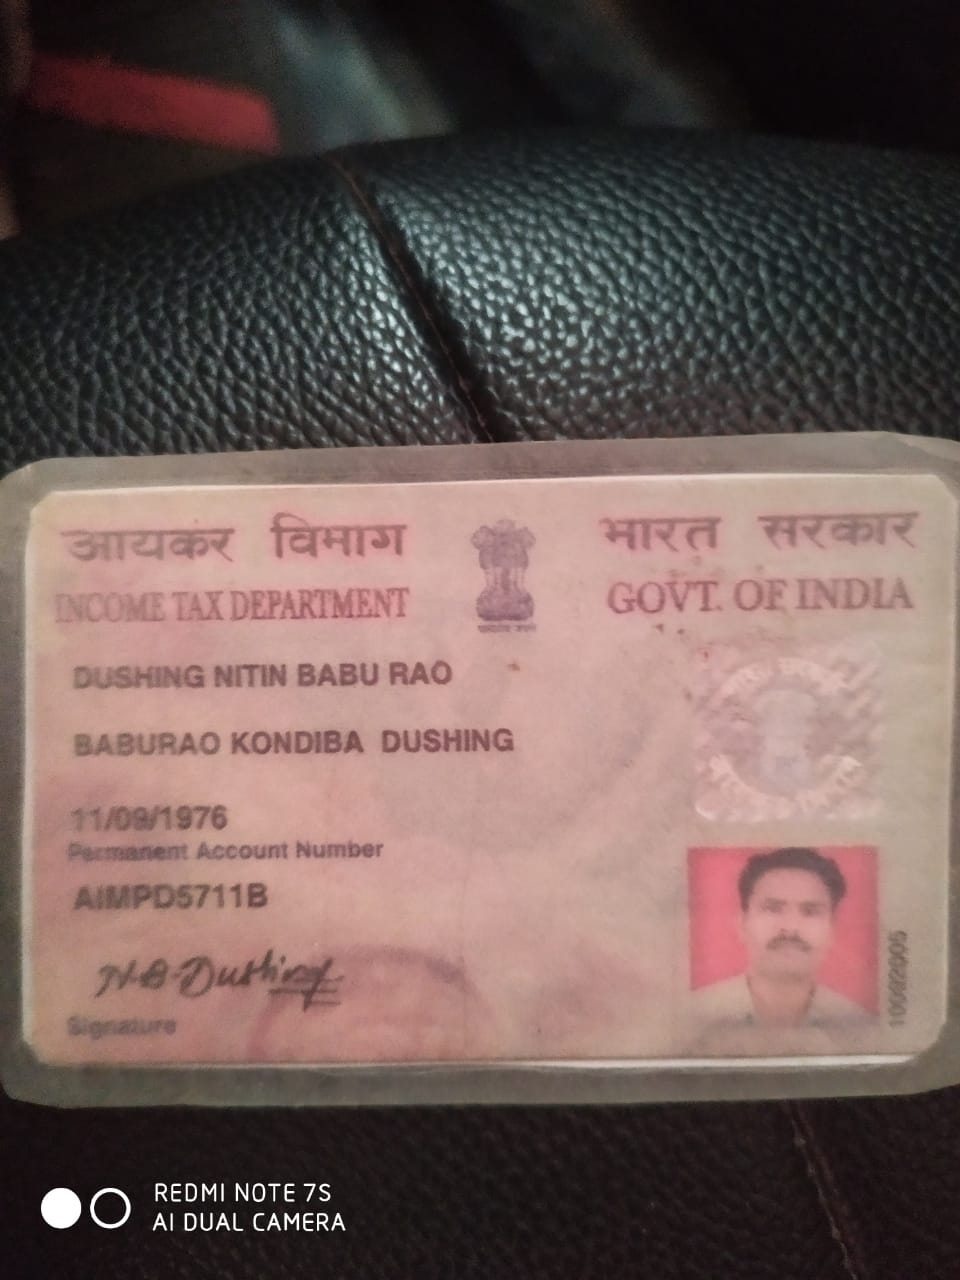 आयकर विभाग
INCOME TAX DEPARTMENT
भारत सरकार
GOVT. OF INDIA
DUSHING NITIN BABU RAO
BABURAO KONDIBA DUSHING
11/09/1976
Permanent Account Number
AIMPD5711B
N.B. Dushing
Signature
REDMI NOTE 7S
AI DUAL CAMERA